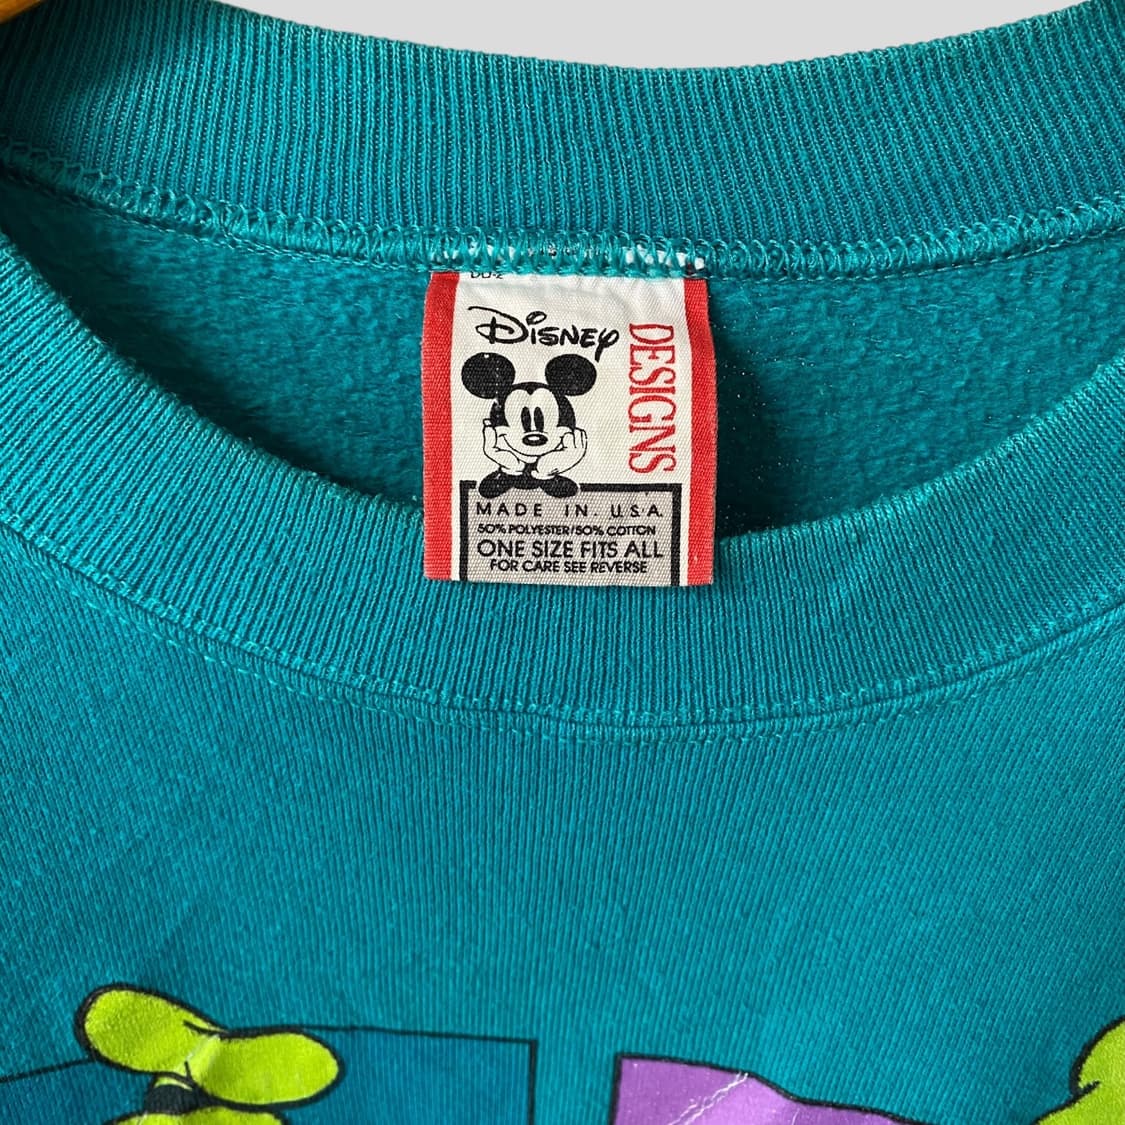 Disney
DESIGNS
MADE IN U.S.A.
50% POLYESTER/50% COTTON
ONE SIZE FITS ALL
FOR CARE SEE REVERSE